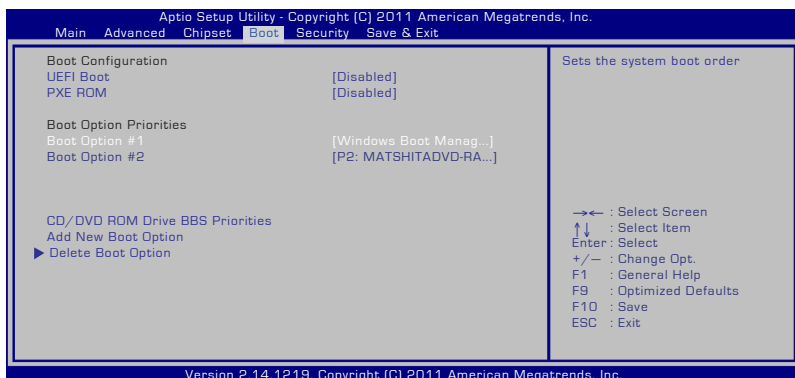 Aptio Setup Utility - Copyright (C) 2011 American Megatrends, Inc.
Main Advanced Chipset Boot Security Save & Exit
Boot Configuration
UEFI Boot [Disabled]
PXE ROM [Disabled]
Boot Option Priorities
Boot Option #1 [Windows Boot Manag...]
Boot Option #2 [P2: MATSHITADVD-RA...]
CD/DVD ROM Drive BBS Priorities
Add New Boot Option
Delete Boot Option
Sets the system boot order
→← : Select Screen
↑↓ : Select Item
Enter : Select
+/— : Change Opt.
F1 : General Help
F9 : Optimized Defaults
F10 : Save
ESC : Exit
Version 2.14.1219. Copyright (C) 2011 American Megatrends, Inc.